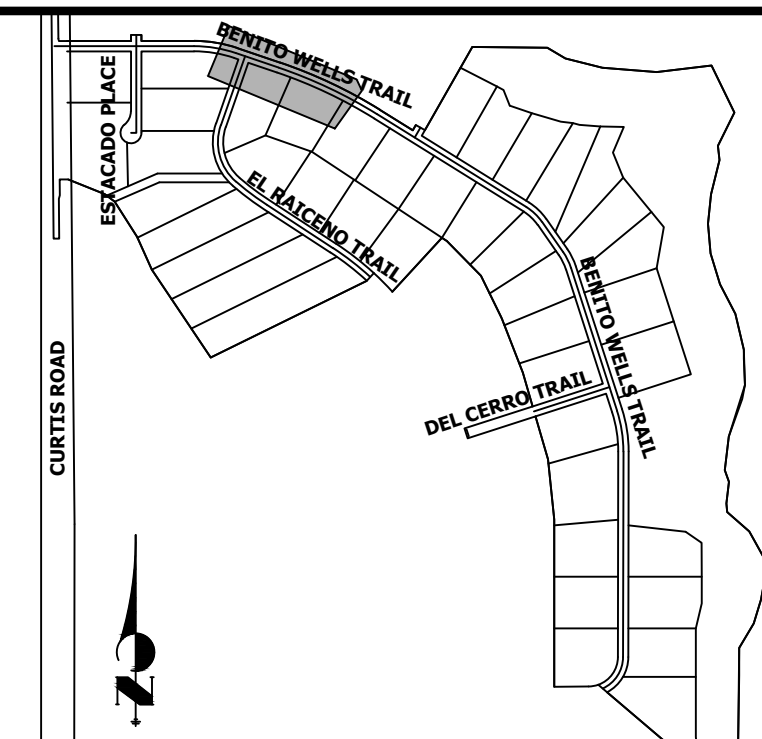 BENITO WELLS TRAIL
ESTACADO PLACE
EL RAICENO TRAIL
BENITO WELLS TRAIL
CURTIS ROAD
DEL CERRO TRAIL
N